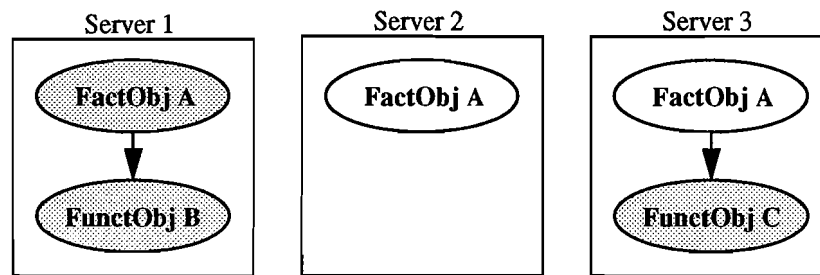 Server 1 Server 2 Server 3
FactObj A FactObj A FactObj A
FunctObj B FunctObj C